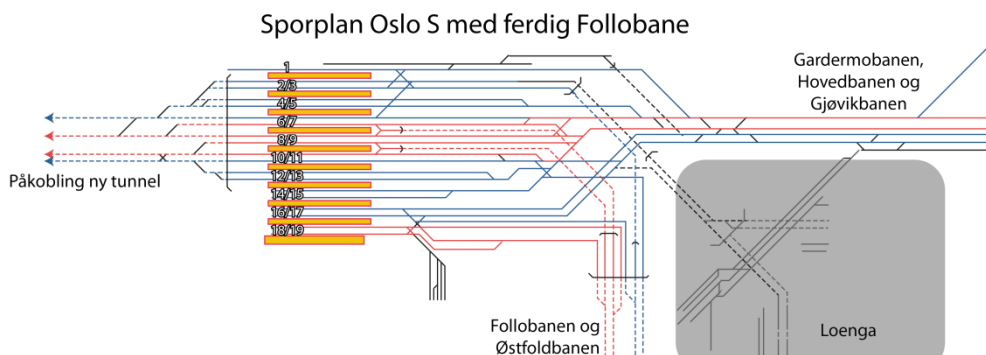 Sporplan Oslo S med ferdig Follobane
1
2/3
4/5
6/7
8/9
10/11
12/13
14/15
16/17
18/19
Gardermobanen,
Hovedbanen og
Gjøvikbanen
Påkobling ny tunnel
Follobanen og
Østfoldbanen
Loenga